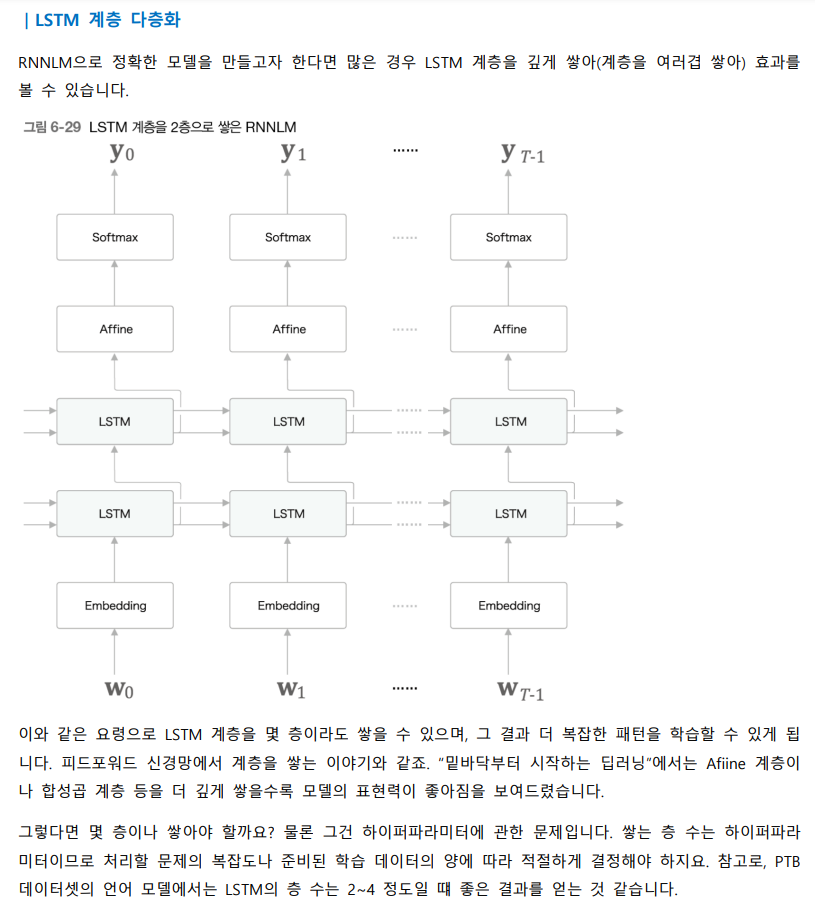 | LSTM 계층 다층화
RNNLM으로 정확한 모델을 만들고자 한다면 많은 경우 LSTM 계층을 깊게 쌓아(계층을 여러겹 쌓아) 효과를
볼 수 있습니다.
그림 6-29 LSTM 계층을 2층으로 쌓은 RNNLM
y0 y1 ······ y T-1
Softmax Softmax ······ Softmax
Affine Affine ······ Affine
LSTM LSTM ······ ······ LSTM
LSTM LSTM ······ ······ LSTM
Embedding Embedding ······ Embedding
w0 w1 ······ w T-1
이와 같은 요령으로 LSTM 계층을 몇 층이라도 쌓을 수 있으며, 그 결과 더 복잡한 패턴을 학습할 수 있게 됩
니다. 피드포워드 신경망에서 계층을 쌓는 이야기와 같죠. “밑바닥부터 시작하는 딥러닝”에서는 Afiine 계층이
나 합성곱 계층 등을 더 깊게 쌓을수록 모델의 표현력이 좋아짐을 보여드렸습니다.
그렇다면 몇 층이나 쌓아야 할까요? 물론 그건 하이퍼파라미터에 관한 문제입니다. 쌓는 층 수는 하이퍼파라
미터이므로 처리할 문제의 복잡도나 준비된 학습 데이터의 양에 따라 적절하게 결정해야 하지요. 참고로, PTB
데이터셋의 언어 모델에서는 LSTM의 층 수는 2~4 정도일 떄 좋은 결과를 얻는 것 같습니다.